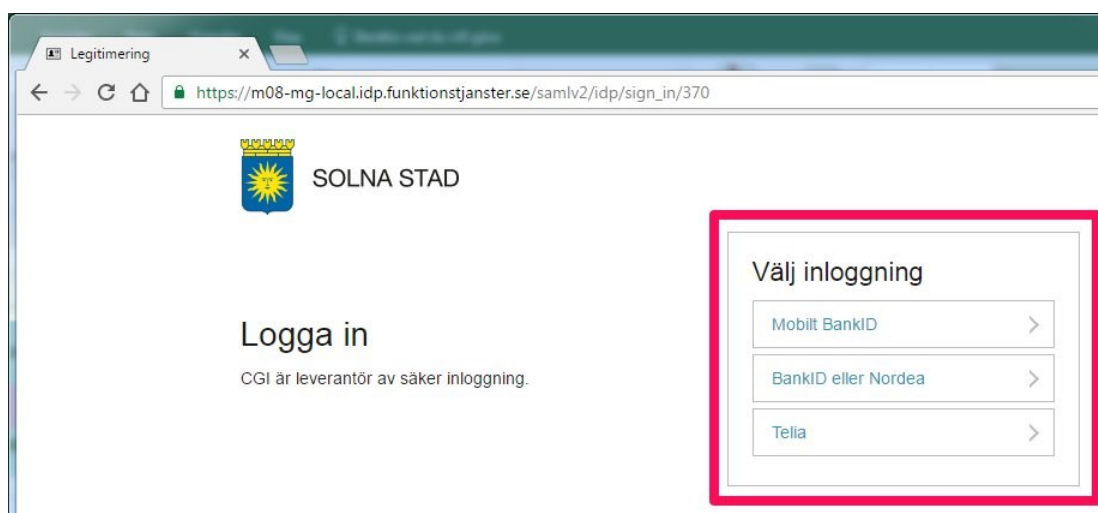 Legitimering
https://m08-mg-local.idp.funktionstjanster.se/samlv2/idp/sign_in/370
SOLNA STAD
Välj inloggning
Mobilt BankID
Logga in
CGI är leverantör av säker inloggning.
BankID eller Nordea
Telia